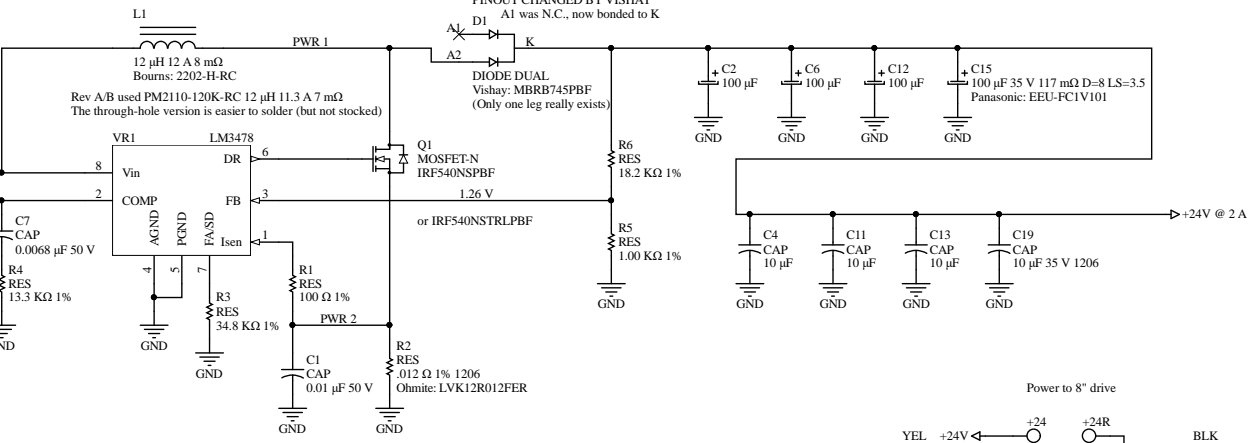 PINOUT CHANGED BY VISHAY
A1 was N.C., now bonded to K
L1
12 µH 12 A 8 mΩ
Bourns: 2202-H-RC
PWR 1
A1
D1
A2
K
DIODE DUAL
Vishay: MBRB745PBF
(Only one leg really exists)
Rev A/B used PM2110-120K-RC 12 µH 11.3 A 7 mΩ
The through-hole version is easier to solder (but not stocked)
C2
100 µF
GND
C6
100 µF
GND
C12
100 µF
GND
C15
100 µF 35 V 117 mΩ D=8 LS=3.5
Panasonic: EEU-FC1V101
GND
VR1
LM3478
8
Vin
2
COMP
DR
6
FB
3
Isen
1
AGND
PGND
FA/SD
4
5
7
Q1
MOSFET-N
IRF540NSPBF
1.26 V
or IRF540NSTRLPBF
R6
RES
18.2 KΩ 1%
R5
RES
1.00 KΩ 1%
GND
+24V @ 2 A
C4
CAP
10 µF
GND
C11
CAP
10 µF
GND
C13
CAP
10 µF
GND
C19
CAP
10 µF 35 V 1206
GND
C7
CAP
0.0068 µF 50 V
R4
RES
13.3 KΩ 1%
ND
GND
R3
RES
34.8 KΩ 1%
GND
R1
RES
100 Ω 1%
PWR 2
C1
CAP
0.01 µF 50 V
GND
R2
RES
.012 Ω 1% 1206
Ohmite: LVK12R012FER
GND
Power to 8" drive
YEL
+24V
+24
+24R
BLK